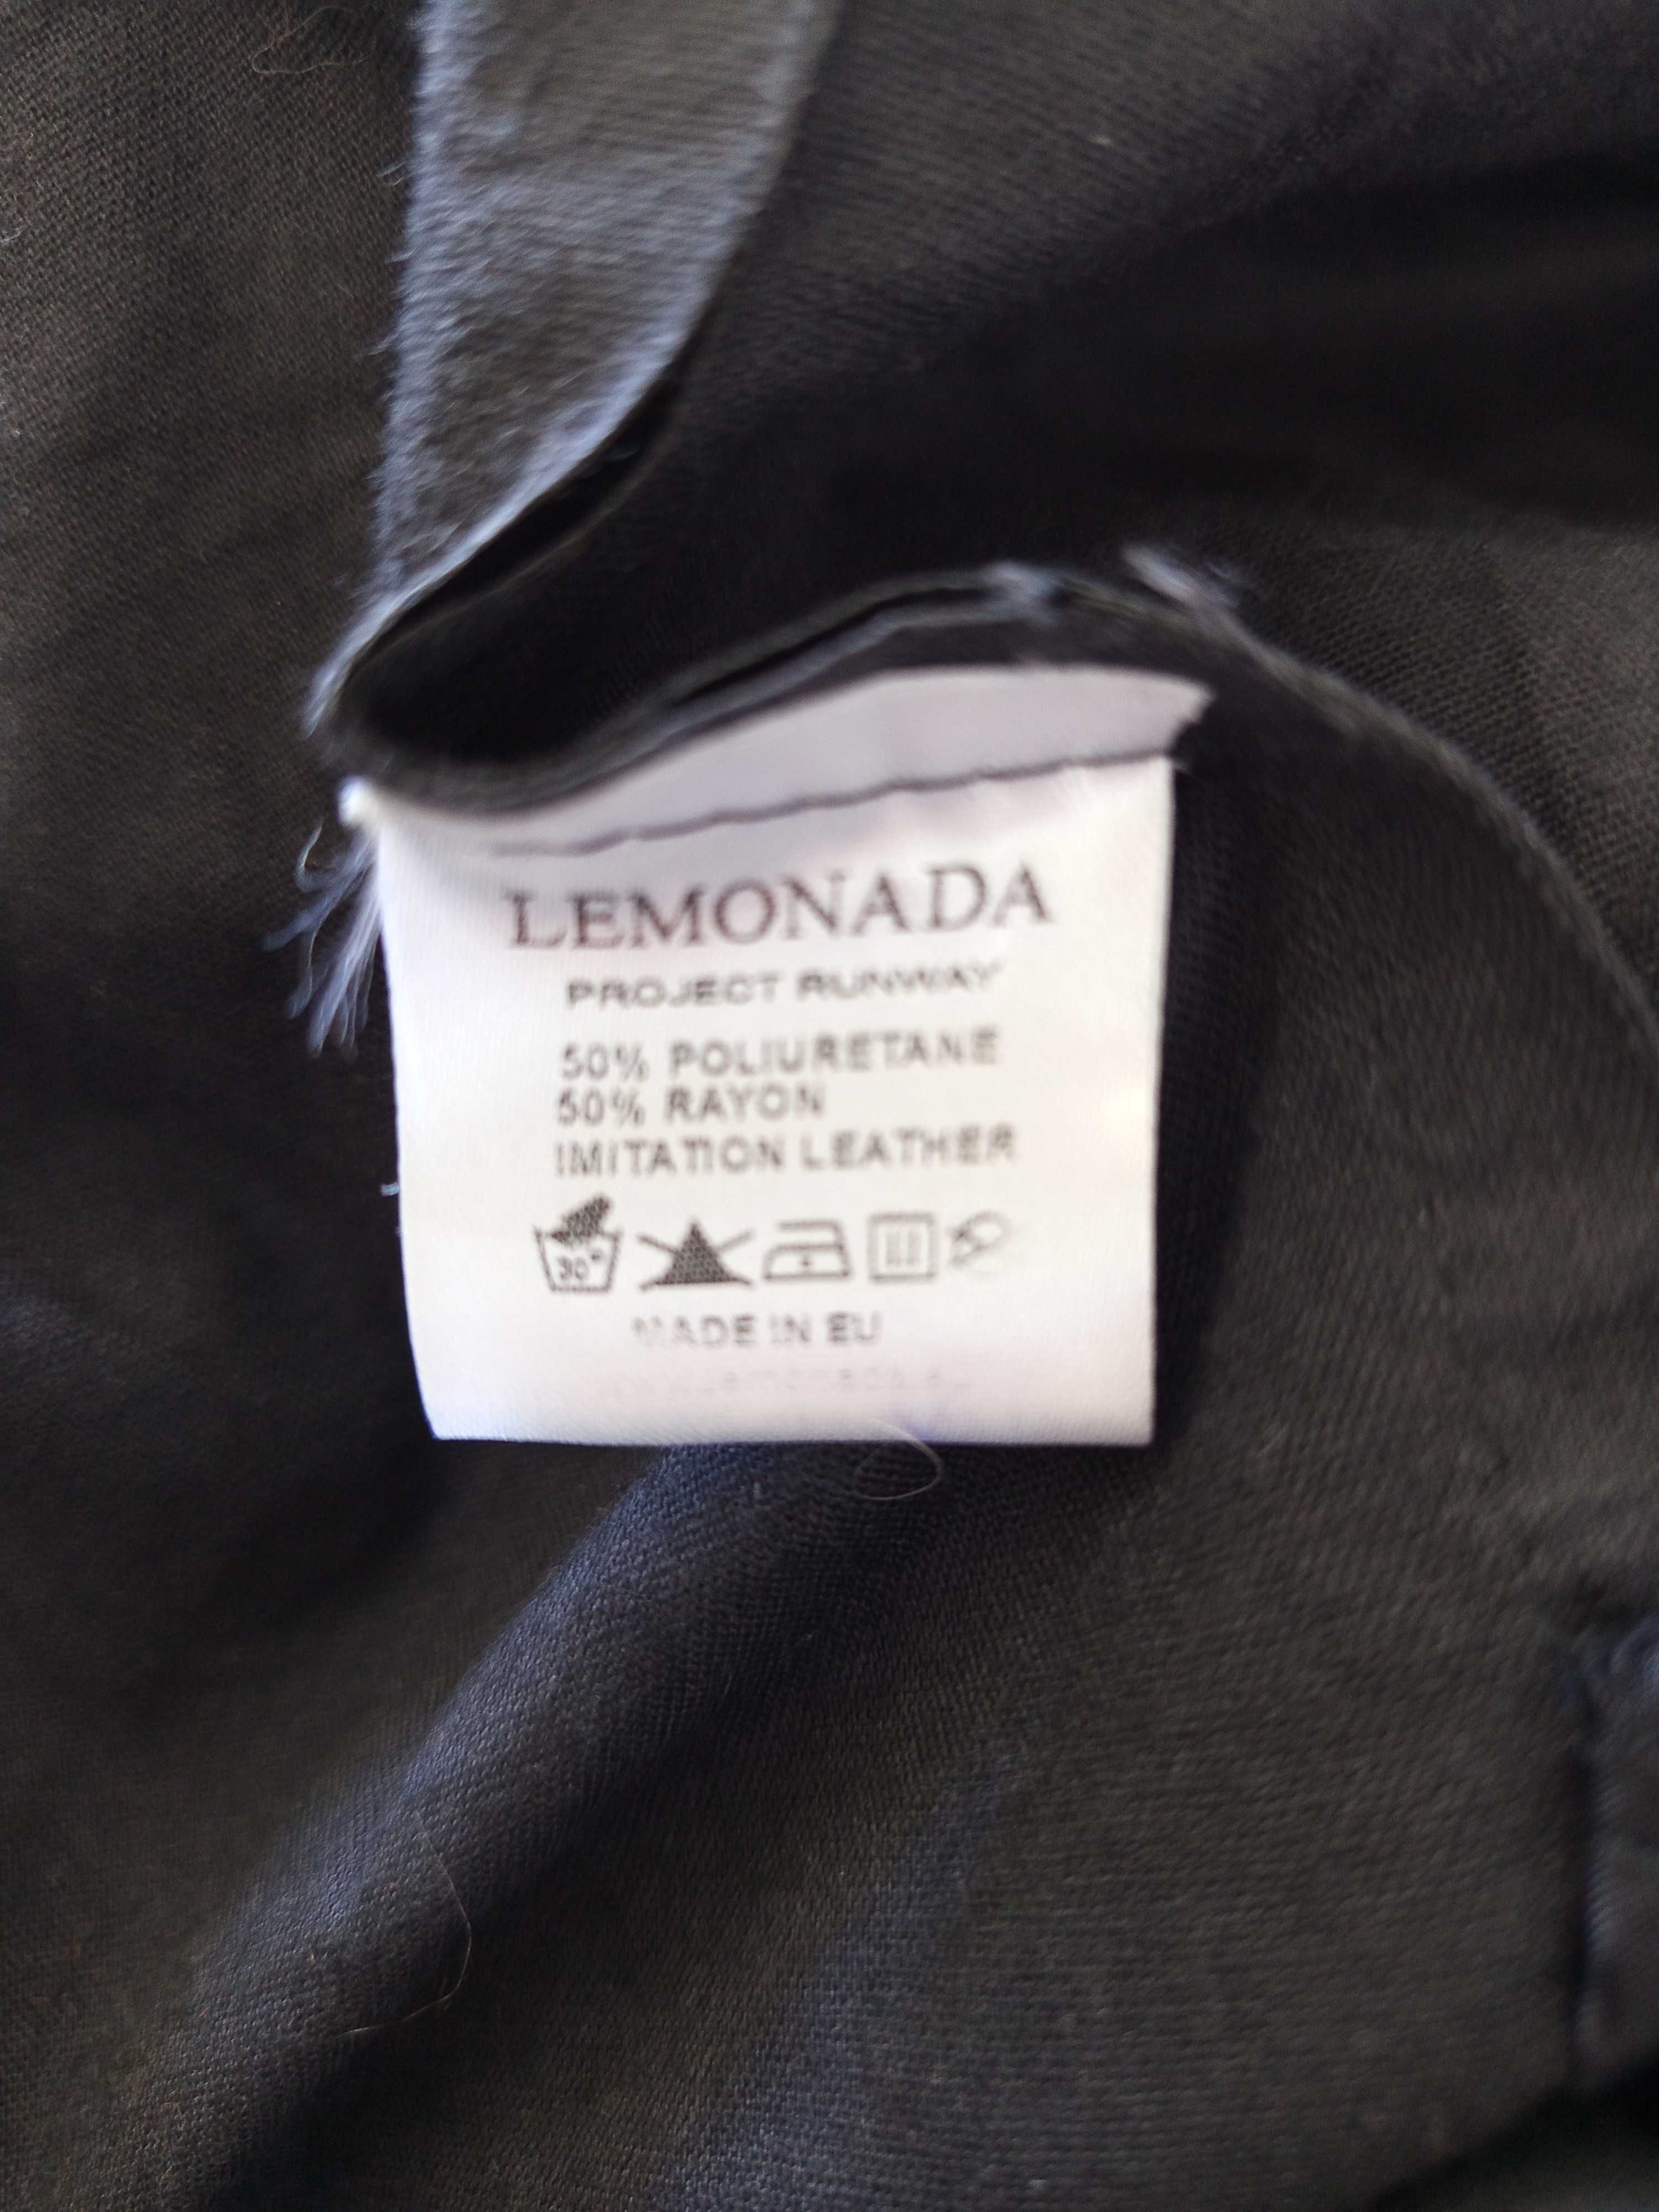 LEMONADA
PROJECT RUNWAY
50% POLIURETANE
50% RAYON
IMITATION LEATHER
30°
MADE IN EU